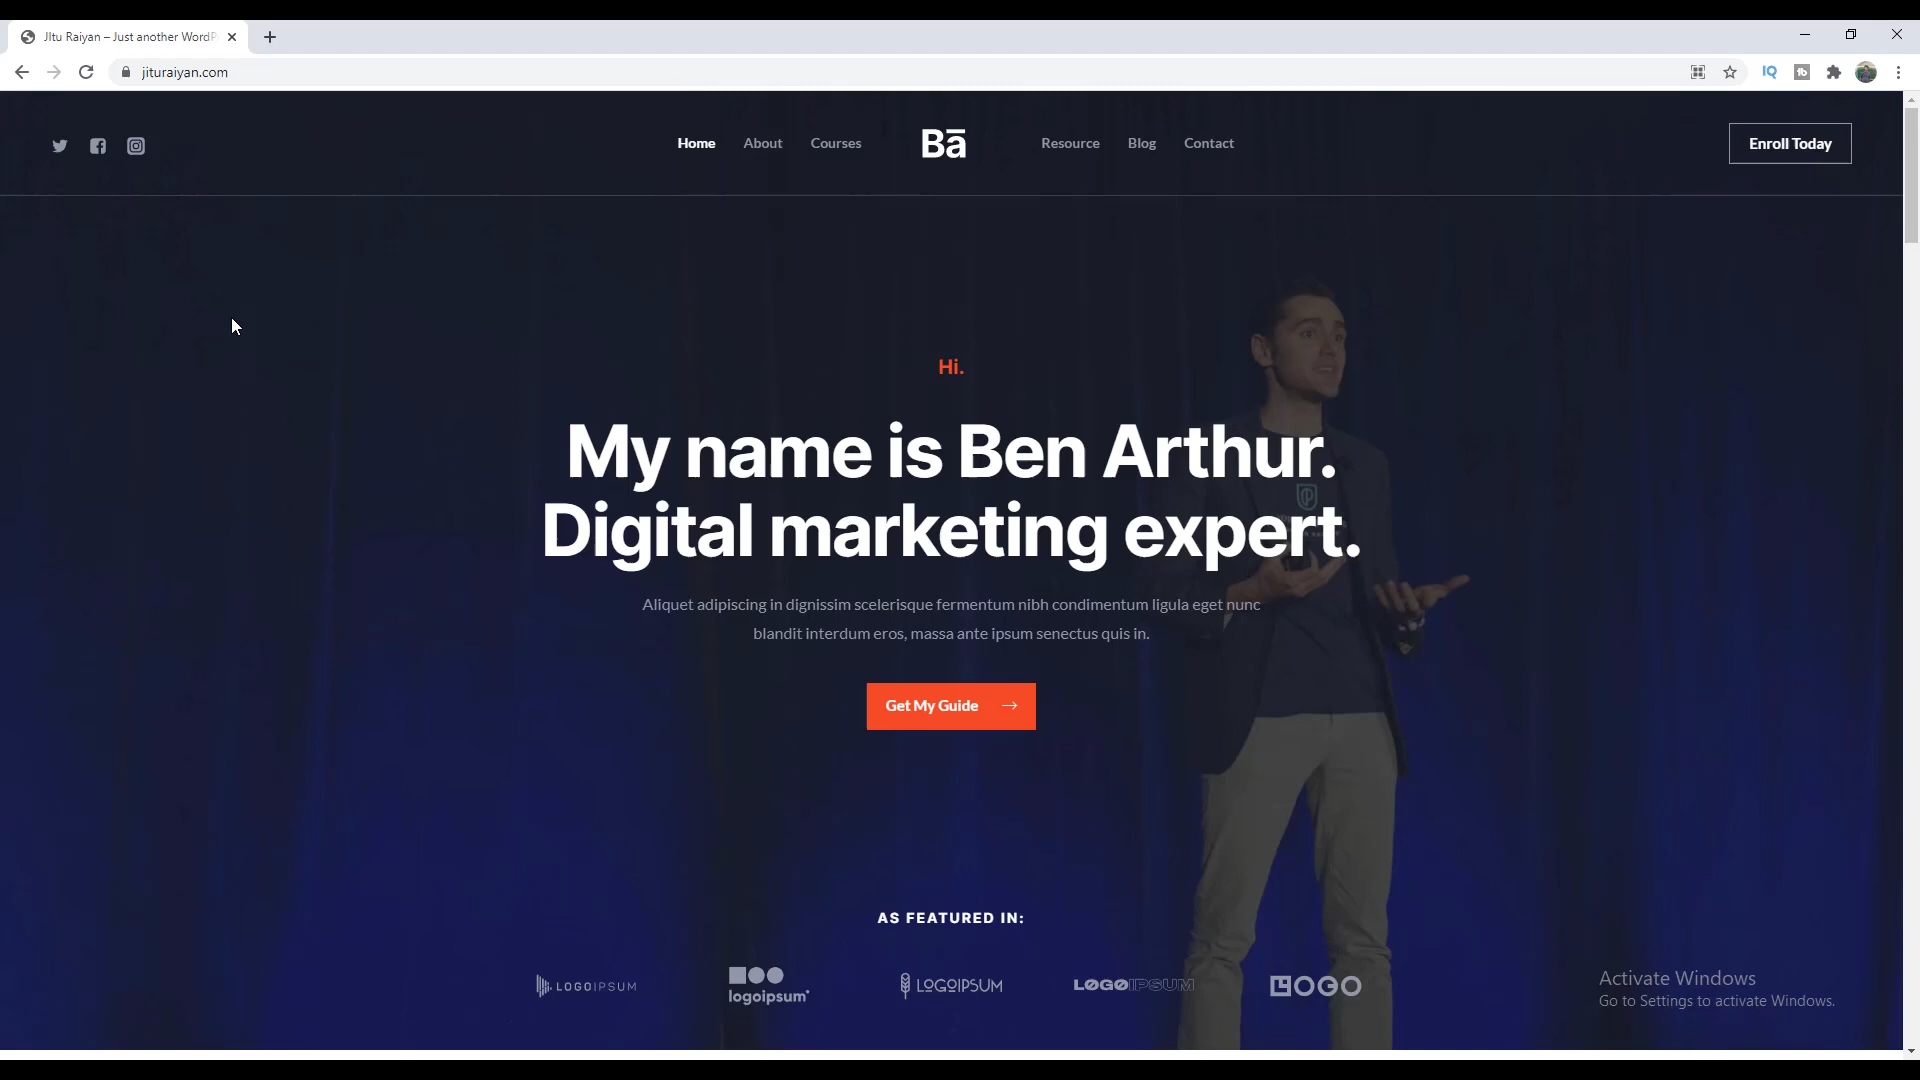 JItu Raiyan – Just another WordP
jituraiyan.com
IQ
tb
Home
About
Courses
Bā
Resource
Blog
Contact
Enroll Today
Hi.
My name is Ben Arthur.
Digital marketing expert.
Aliquet adipiscing in dignissim scelerisque fermentum nibh condimentum ligula eget nunc
blandit interdum eros, massa ante ipsum senectus quis in.
Get My Guide
AS FEATURED IN:
LOGOIPSUM
logoipsum
LOGOIPSUM
LOGOIPSUM
LOGO
Activate Windows
Go to Settings to activate Windows.